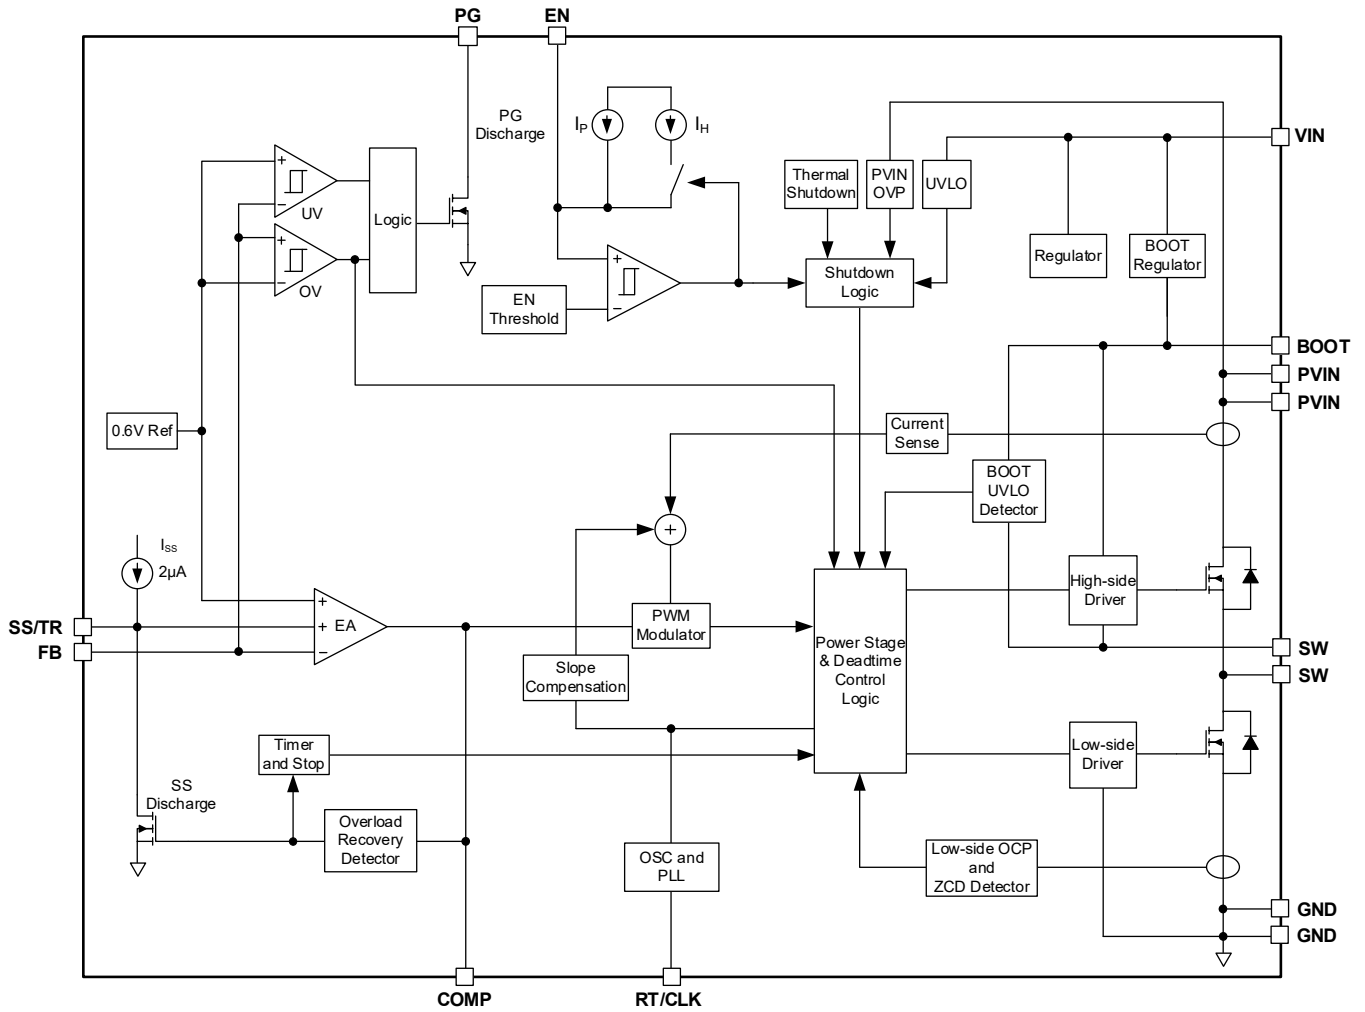 PG
EN
PG
Discharge
IP
IH
VIN
Thermal
Shutdown
PVIN
OVP
UVLO
+
−
UV
Logic
+
−
OV
Regulator
BOOT
Regulator
+
−
EN
Threshold
Shutdown
Logic
BOOT
PVIN
PVIN
0.6V Ref
Current
Sense
BOOT
UVLO
Detector
+
ISS
2µA
High-side
Driver
SS/TR
FB
+
+
−
EA
PWM
Modulator
Power Stage
& Deadtime
Control
Logic
SW
SW
Slope
Compensation
Timer
and Stop
Low-side
Driver
SS
Discharge
Overload
Recovery
Detector
OSC and
PLL
Low-side OCP
and
ZCD Detector
GND
GND
COMP
RT/CLK